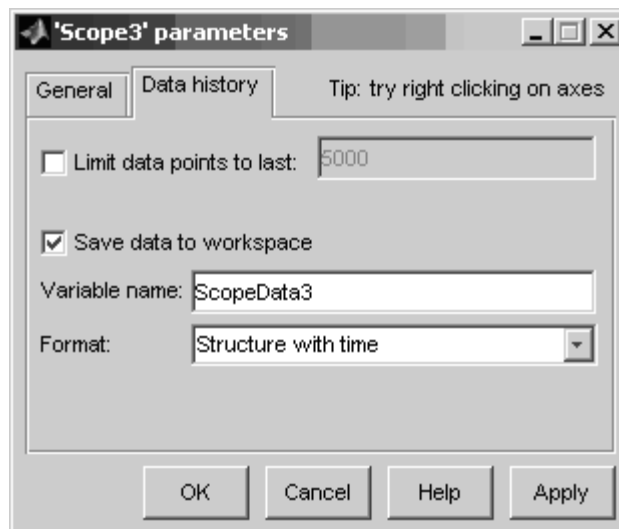 'Scope3' parameters
General
Data history
Tip: try right clicking on axes
Limit data points to last: 5000
Save data to workspace
Variable name: ScopeData3
Format: Structure with time
OK Cancel Help Apply